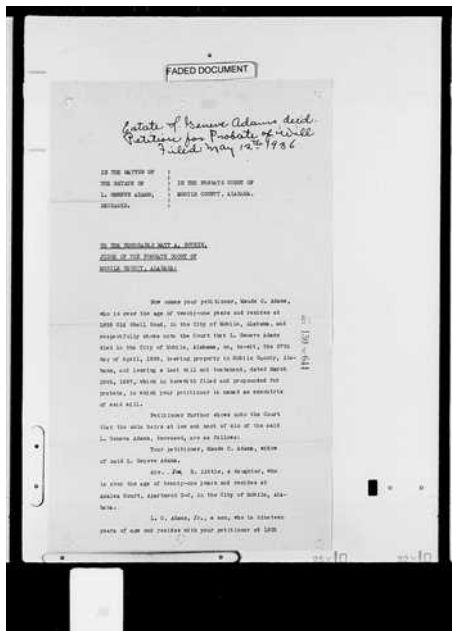 FADED DOCUMENT
Estate of Geneve Adams decd.
Petition for Probate of Will
Filed May 12th 1936
IN THE MATTER OF
THE ESTATE OF
L. GENEVE ADAMS,
DECEASED.
IN THE PROBATE COURT OF
MOBILE COUNTY, ALABAMA.
TO THE HONORABLE MATT A.
JUDGE OF THE PROBATE COURT OF
MOBILE COUNTY, ALABAMA:
Now comes your petitioner, Maude C. Adams,
who is over the age of twenty-one years and resides at
Old Shell Road, in the City of Mobile, Alabama, and
respectfully shows unto the Court that L. Geneve Adams
died in the City of Mobile, Alabama, on, to-wit, the 27th
day of April, leaving property in Mobile County, Ala-
bama, and leaving a last will and testament, dated March
which is herewith filed and propounded for
probate, in which your petitioner is named as executrix
of said will.
Petitioner further shows unto the Court
that the sole heirs at law and next of kin of the said
L. Geneve Adams, deceased, are as follows:
Your petitioner, Maude C. Adams, widow
of said L. Geneve Adams.
Mrs. Little, a daughter, who
is over the age of twenty-one years and resides at
Azalea Court, Apartment in the City of Mobile, Ala-
bama.
L. G. Adams, Jr., a son, who is nineteen
years of age and resides with your petitioner at
139 641